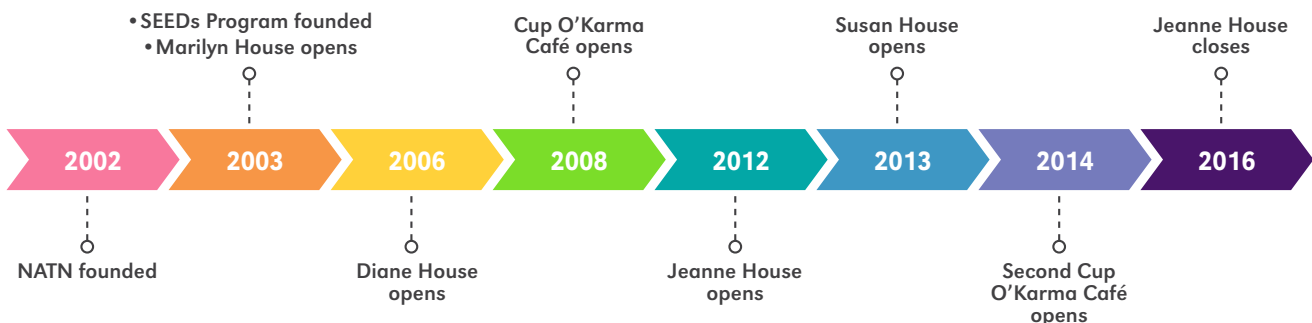 •SEEDs Program founded
•Marilyn House opens
Cup O’Karma
Café opens
Susan House
opens
Jeanne House
closes
2002
2003
2006
2008
2012
2013
2014
2016
NATN founded
Diane House
opens
Jeanne House
opens
Second Cup
O’Karma Café
opens